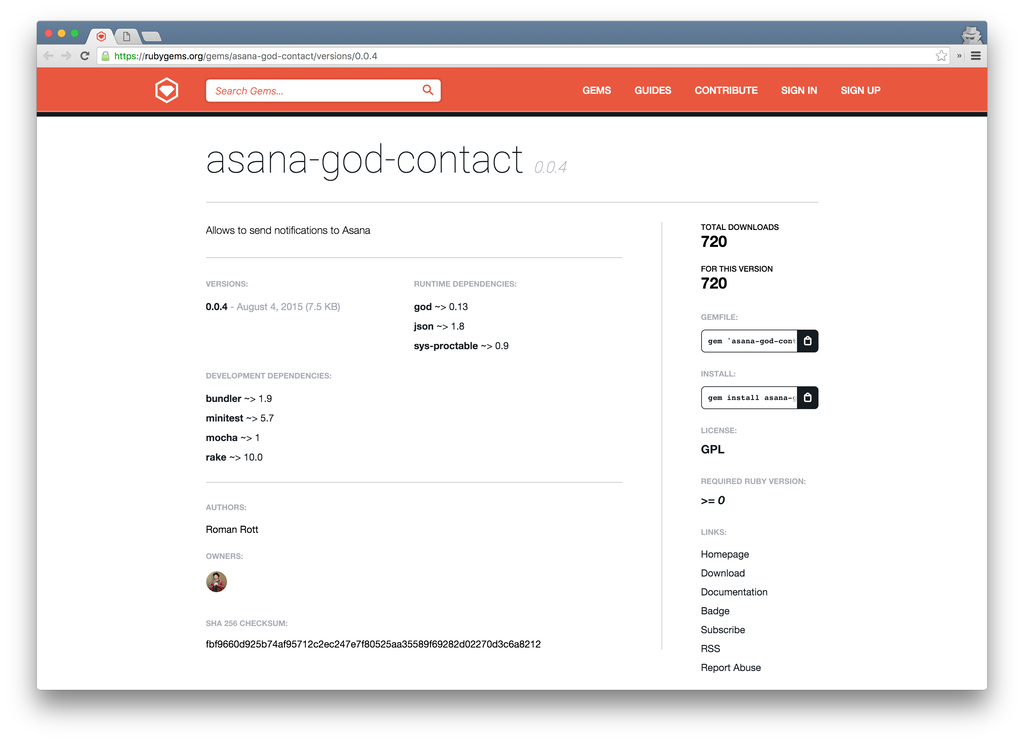 https://rubygems.org/gems/asana-god-contact/versions/0.0.4
Search Gems...
GEMS GUIDES CONTRIBUTE SIGN IN SIGN UP
asana-god-contact 0.0.4
Allows to send notifications to Asana
VERSIONS:
0.0.4 - August 4, 2015 (7.5 KB)
RUNTIME DEPENDENCIES:
god ~> 0.13
json ~> 1.8
sys-proctable ~> 0.9
DEVELOPMENT DEPENDENCIES:
bundler ~> 1.9
minitest ~> 5.7
mocha ~> 1
rake ~> 10.0
AUTHORS:
Roman Rott
OWNERS:
SHA 256 CHECKSUM:
fbf9660d925b74af95712c2ec247e7f80525aa35589f69282d02270d3c6a8212
TOTAL DOWNLOADS
720
FOR THIS VERSION
720
GEMFILE:
gem 'asana-god-cont
INSTALL:
gem install asana-g
LICENSE:
GPL
REQUIRED RUBY VERSION:
>= 0
LINKS:
Homepage
Download
Documentation
Badge
Subscribe
RSS
Report Abuse